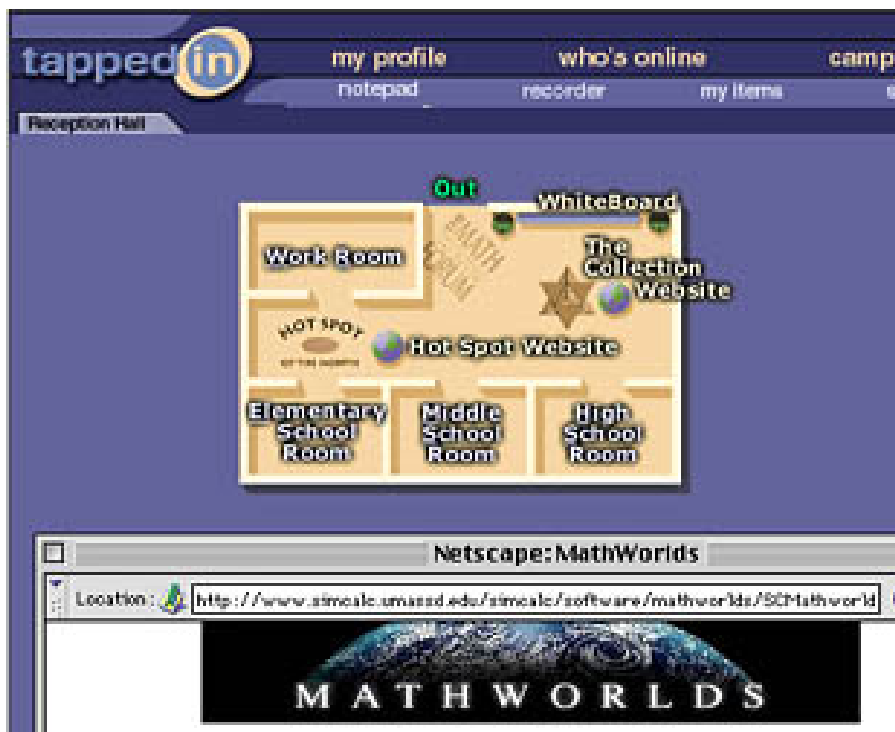 tapped in
my profile who's online camp
notepad recorder my items
Reception Hall
Out
WhiteBoard
Work Room
MATH
FORUM
The
Collection
Website
HOT SPOT
Hot Spot Website
Elementary
School
Room
Middle
School
Room
High
School
Room
Netscape: MathWorlds
Location: http://www.simcalc.umassd.edu/simcalc/software/mathworlds/SCMathworld
MATHWORLDS